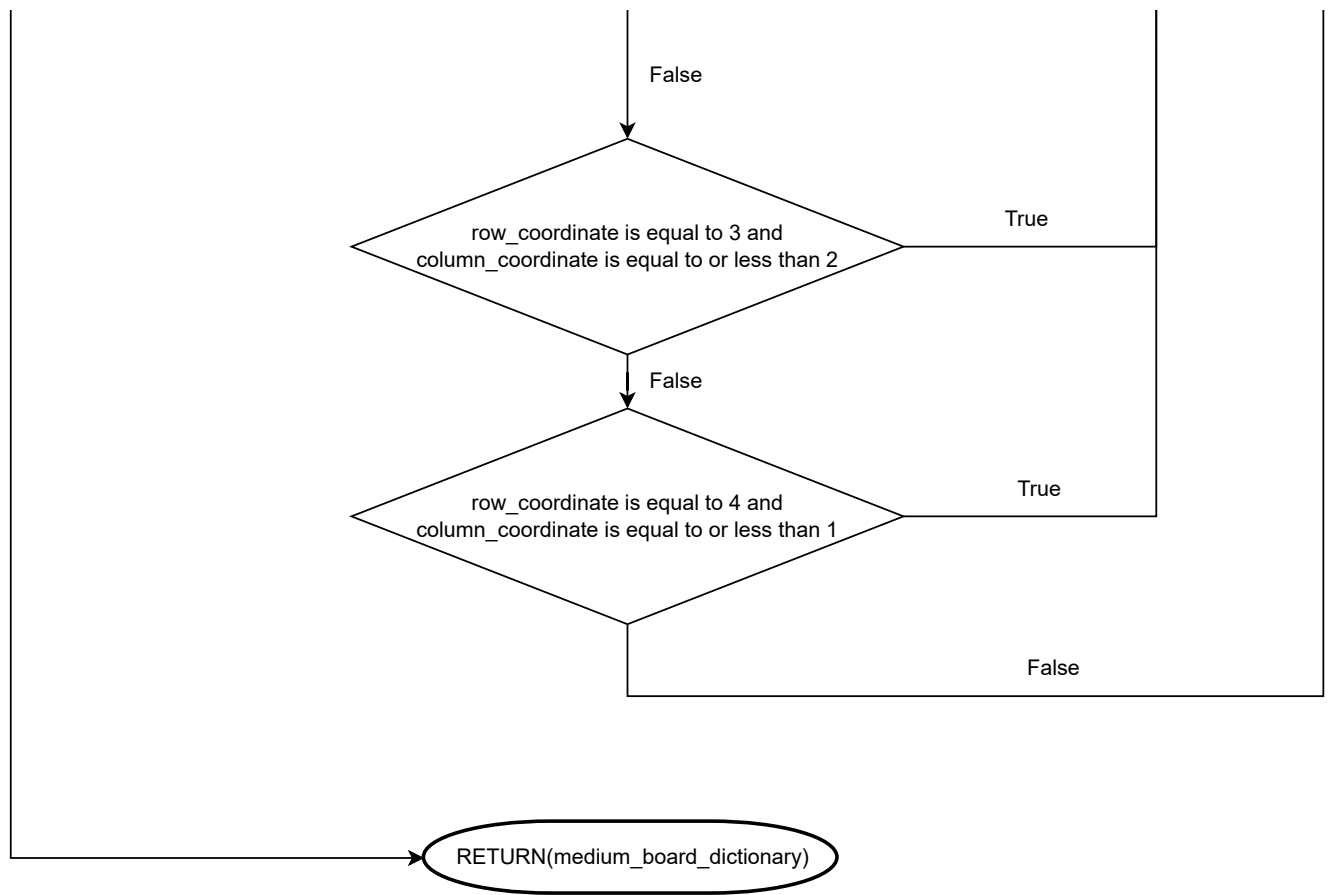 False
True
row_coordinate is equal to 3 and
column_coordinate is equal to or less than 2
False
True
row_coordinate is equal to 4 and
column_coordinate is equal to or less than 1
False
RETURN(medium_board_dictionary)